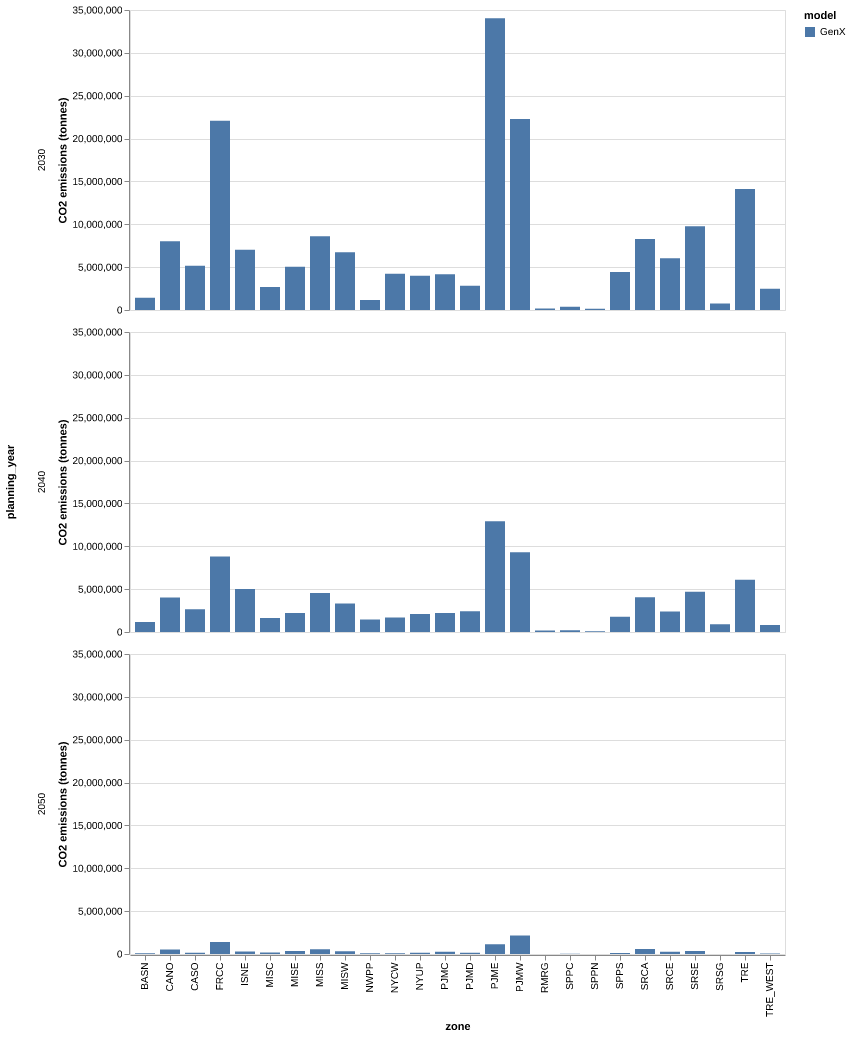 model
GenX
planning_year
2030
CO2 emissions (tonnes)
35,000,000
30,000,000
25,000,000
20,000,000
15,000,000
10,000,000
5,000,000
0
2040
CO2 emissions (tonnes)
35,000,000
30,000,000
25,000,000
20,000,000
15,000,000
10,000,000
5,000,000
0
2050
CO2 emissions (tonnes)
35,000,000
30,000,000
25,000,000
20,000,000
15,000,000
10,000,000
5,000,000
0
BASN
CANO
CASO
FRCC
ISNE
MISC
MISE
MISS
MISW
NWPP
NYCW
NYUP
PJMC
PJMD
PJME
PJMW
RMRG
SPPC
SPPN
SPPS
SRCA
SRCE
SRSE
SRSG
TRE
TRE_WEST
zone